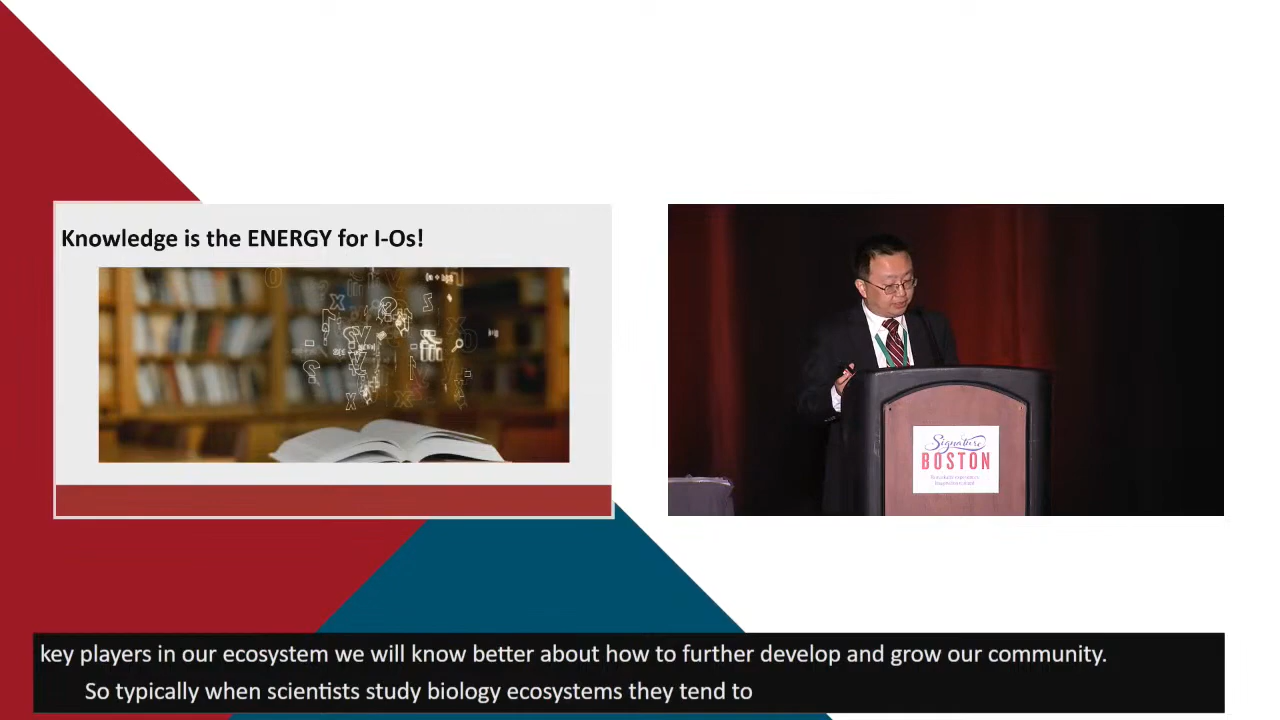 Knowledge is the ENERGY for I-Os!
Signature
BOSTON
key players in our ecosystem we will know better about how to further develop and grow our community.
So typically when scientists study biology ecosystems they tend to